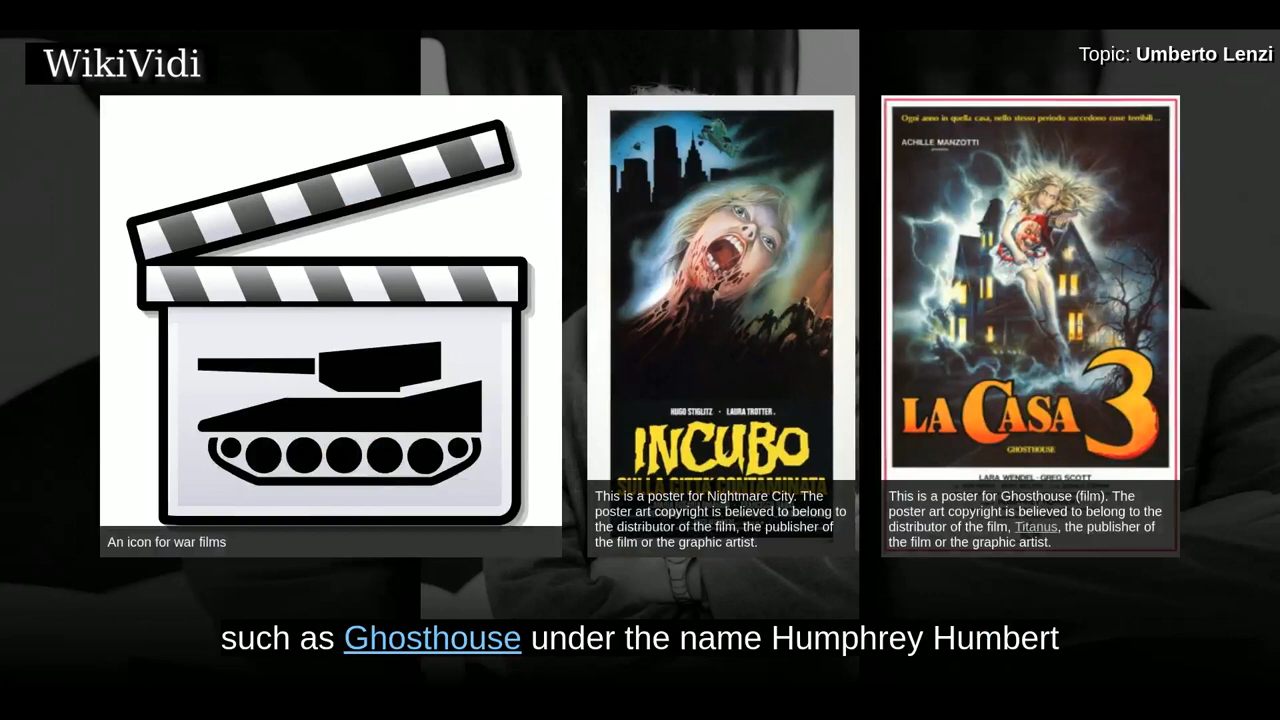 WikiVidi
Topic: Umberto Lenzi
Ogni anno in quella casa, nello stesso periodo succedono cose terribili...
ACHILLE MANZOTTI
HUGO STIGLITZ · LAURA TROTTER.
INCUBO
SULLA CITTÀ CONTAMINATA
LA CASA 3
GHOSTHOUSE
LARA WENDEL · GREG SCOTT
An icon for war films
This is a poster for Nightmare City. The
poster art copyright is believed to belong to
the distributor of the film, the publisher of
the film or the graphic artist.
This is a poster for Ghosthouse (film). The
poster art copyright is believed to belong to the
distributor of the film, Titanus, the publisher of
the film or the graphic artist.
such as Ghosthouse under the name Humphrey Humbert